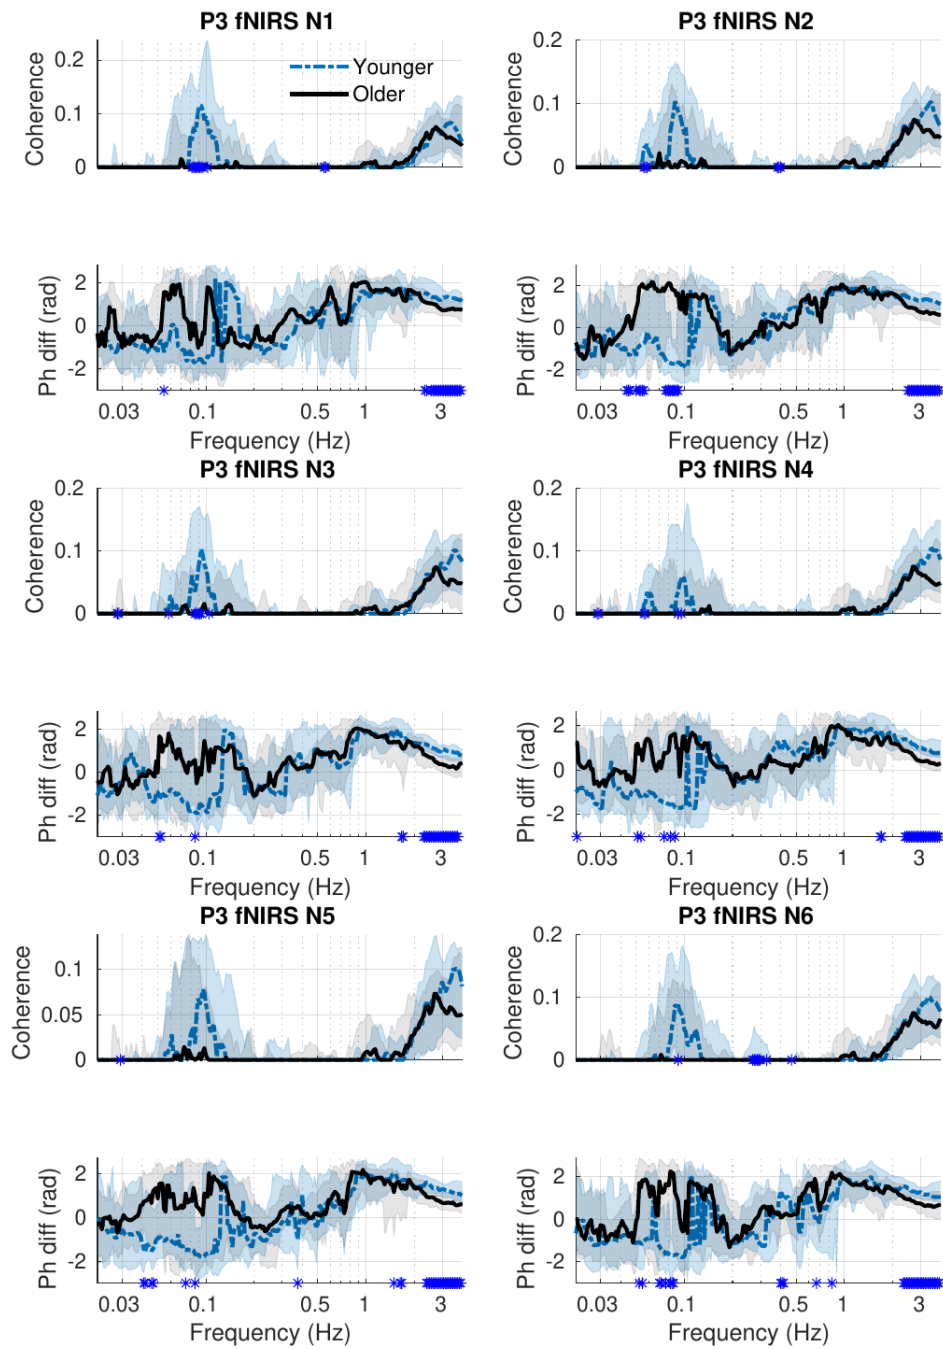 P3 fNIRS N1
P3 fNIRS N2
0.2
0.1
0
Coherence
Younger
Older
0.2
0.1
0
Coherence
2
0
-2
Ph diff (rad)
0.03 0.1 0.5 1 3
Frequency (Hz)
2
0
-2
Ph diff (rad)
0.03 0.1 0.5 1 3
Frequency (Hz)
P3 fNIRS N3
P3 fNIRS N4
0.2
0.1
0
Coherence
0.2
0.1
0
Coherence
2
0
-2
Ph diff (rad)
0.03 0.1 0.5 1 3
Frequency (Hz)
2
0
-2
Ph diff (rad)
0.03 0.1 0.5 1 3
Frequency (Hz)
P3 fNIRS N5
P3 fNIRS N6
0.1
0.05
0
Coherence
0.2
0.1
0
Coherence
2
0
-2
Ph diff (rad)
0.03 0.1 0.5 1 3
Frequency (Hz)
2
0
-2
Ph diff (rad)
0.03 0.1 0.5 1 3
Frequency (Hz)